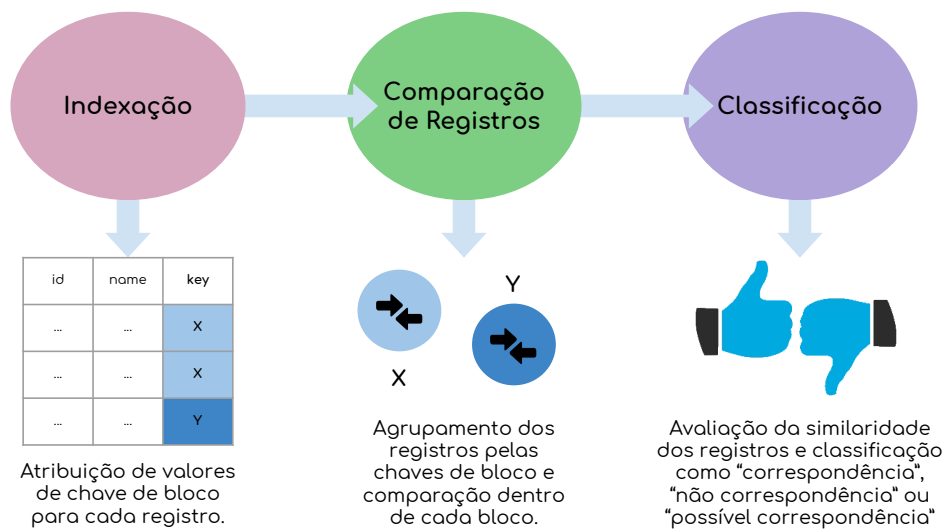 Indexação
Comparação
de Registros
Classificação
id name key
... ... X
... ... X
... ... Y
X
Y
Atribuição de valores
de chave de bloco
para cada registro.
Agrupamento dos
registros pelas
chaves de bloco e
comparação dentro
de cada bloco.
Avaliação da similaridade
dos registros e classificação
como “correspondência”,
“não correspondência” ou
“possível correspondência”